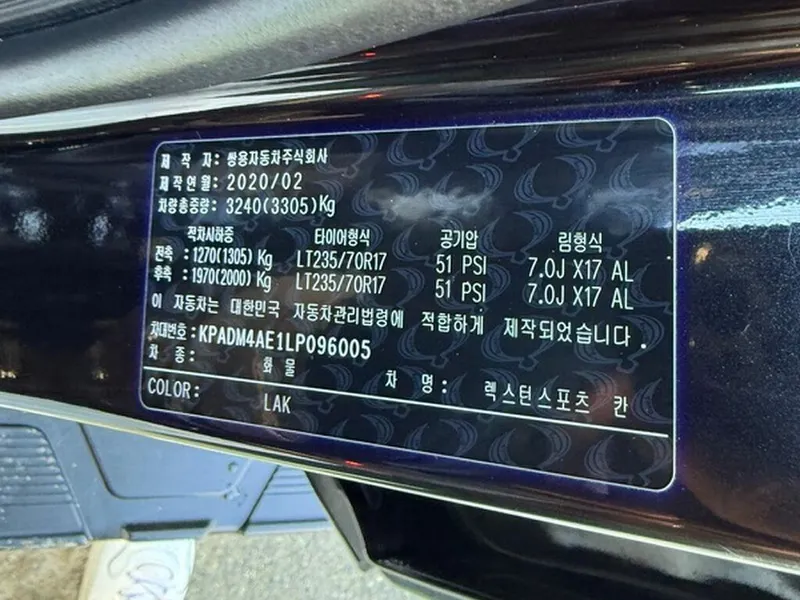 제 작 자: 쌍용자동차주식회사
제작연월: 2020/02
차량총중량: 3240(3305)Kg
적차시하중 타이어형식 공기압 림형식
전축: 1270(1305) Kg LT235/70R17 51 PSI 7.0J X17 AL
후축: 1970(2000) Kg LT235/70R17 51 PSI 7.0J X17 AL
이 자동차는 대한민국 자동차관리법령에 적합하게 제작되었습니다.
차대번호: KPADM4AE1LP096005
차 종: 화 물 차 명: 렉스턴스포츠 칸
COLOR: LAK